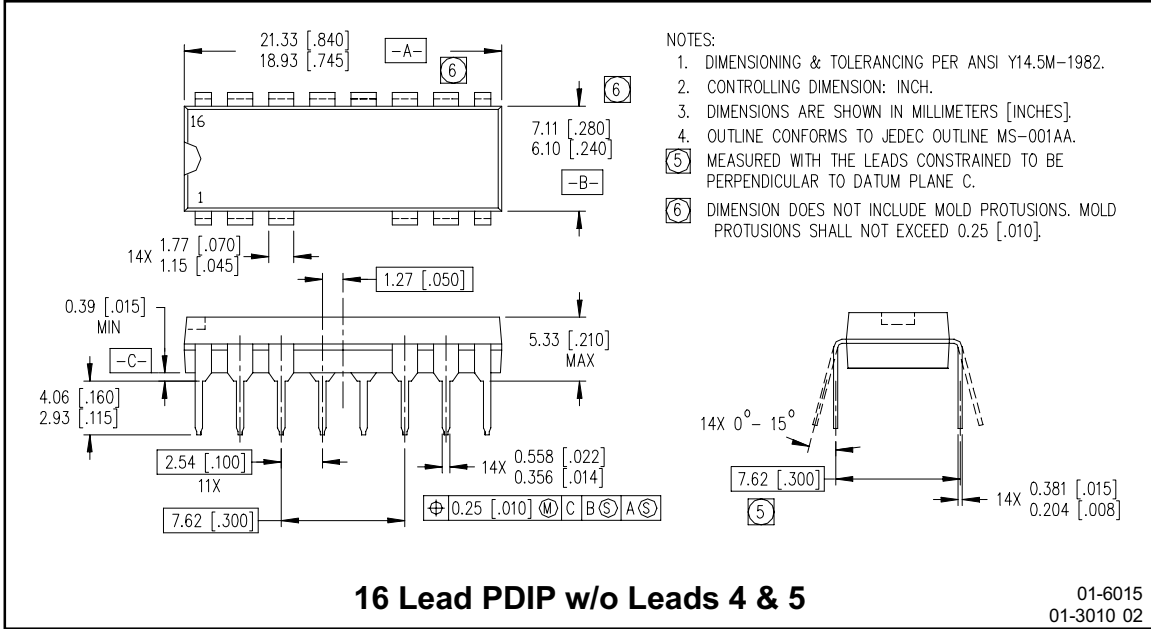 21.33 [.840]
18.93 [.745]
-A-
6
6
16
1
7.11 [.280]
6.10 [.240]
-B-
14X 1.77 [.070]
1.15 [.045]
1.27 [.050]
0.39 [.015]
MIN
-C-
5.33 [.210]
MAX
4.06 [.160]
2.93 [.115]
2.54 [.100]
11X
14X 0.558 [.022]
0.356 [.014]
7.62 [.300]
⌖ 0.25 [.010] Ⓜ C B Ⓢ A Ⓢ
NOTES:
1. DIMENSIONING & TOLERANCING PER ANSI Y14.5M-1982.
2. CONTROLLING DIMENSION: INCH.
3. DIMENSIONS ARE SHOWN IN MILLIMETERS [INCHES].
4. OUTLINE CONFORMS TO JEDEC OUTLINE MS-001AA.
5 MEASURED WITH THE LEADS CONSTRAINED TO BE
PERPENDICULAR TO DATUM PLANE C.
6 DIMENSION DOES NOT INCLUDE MOLD PROTUSIONS. MOLD
PROTUSIONS SHALL NOT EXCEED 0.25 [.010].
14X 0°- 15°
7.62 [.300]
5
14X 0.381 [.015]
0.204 [.008]
16 Lead PDIP w/o Leads 4 & 5
01-6015
01-3010 02